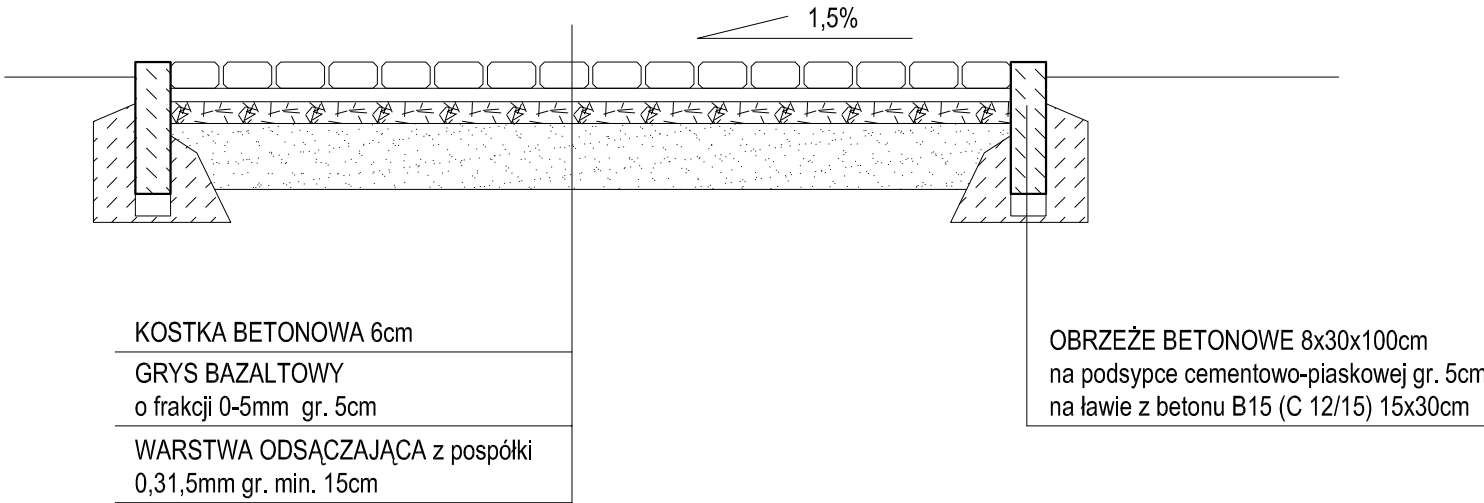 1,5%
KOSTKA BETONOWA 6cm
GRYS BAZALTOWY
o frakcji 0-5mm gr. 5cm
WARSTWA ODSĄCZAJĄCA z pospółki
0,31,5mm gr. min. 15cm
OBRZEŻE BETONOWE 8x30x100cm
na podsypce cementowo-piaskowej gr. 5cm
na ławie z betonu B15 (C 12/15) 15x30cm